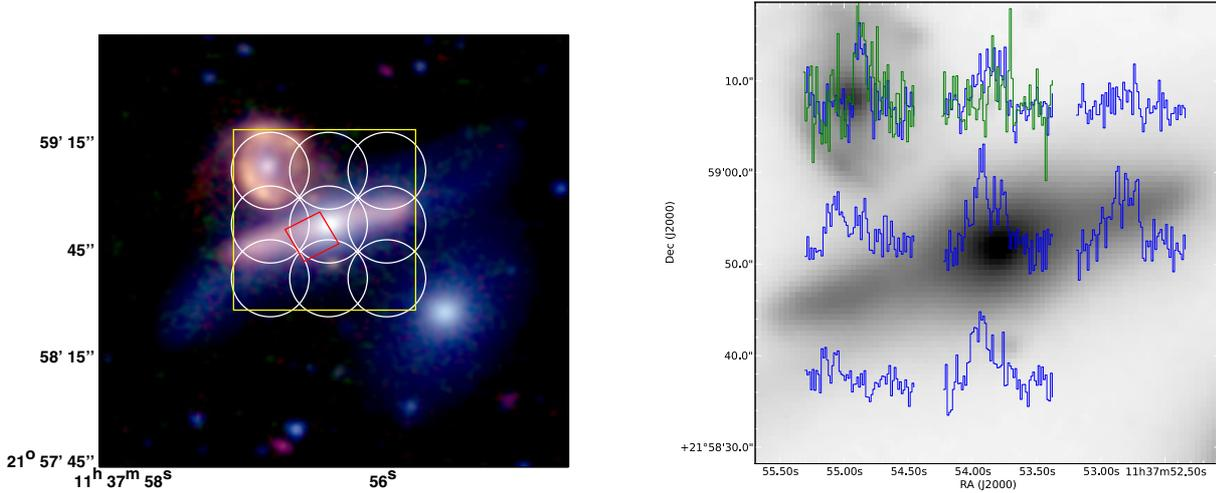 59' 15"
45"
58' 15"
21° 57' 45"
11h 37m 58s
56s
Dec (J2000)
10.0"
59'00.0"
50.0"
40.0"
+21°58'30.0"
55.50s
55.00s
54.50s
54.00s
53.50s
53.00s
11h37m52.50s
RA (J2000)